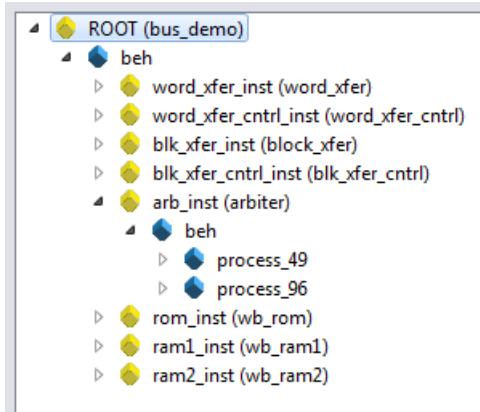 ROOT (bus_demo)
beh
word_xfer_inst (word_xfer)
word_xfer_cntrl_inst (word_xfer_cntrl)
blk_xfer_inst (block_xfer)
blk_xfer_cntrl_inst (blk_xfer_cntrl)
arb_inst (arbiter)
beh
process_49
process_96
rom_inst (wb_rom)
ram1_inst (wb_ram1)
ram2_inst (wb_ram2)